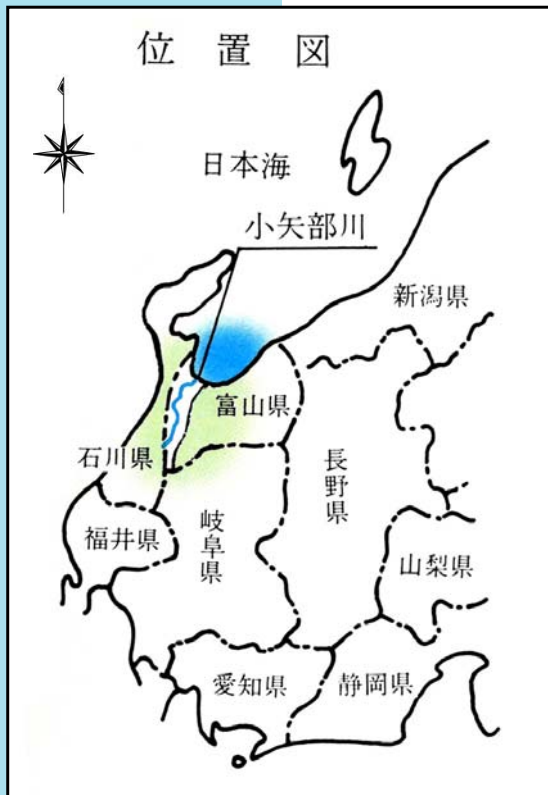 位置図
日本海
小矢部川
新潟県
富山県
石川県
長野県
福井県
岐阜県
山梨県
愛知県
静岡県